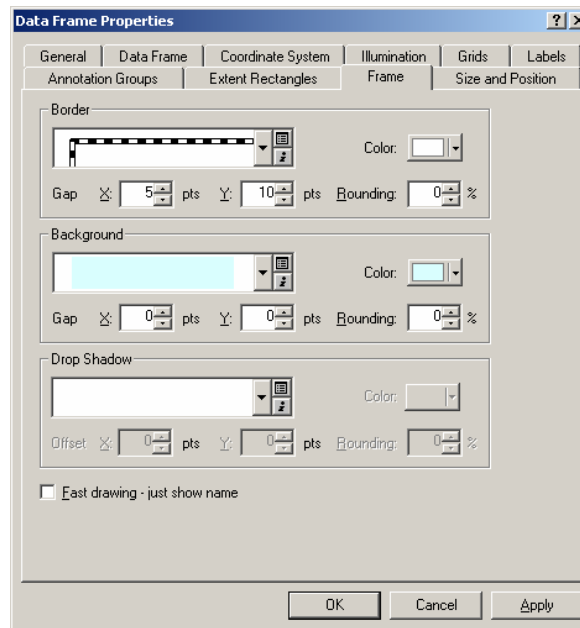 Data Frame Properties
General Data Frame Coordinate System Illumination Grids Labels
Annotation Groups Extent Rectangles Frame Size and Position
Border
Color:
Gap X: 5 pts Y: 10 pts Rounding: 0 %
Background
Color:
Gap X: 0 pts Y: 0 pts Rounding: 0 %
Drop Shadow
Color:
Offset X: 0 pts Y: 0 pts Rounding: 0 %
Fast drawing - just show name
OK Cancel Apply